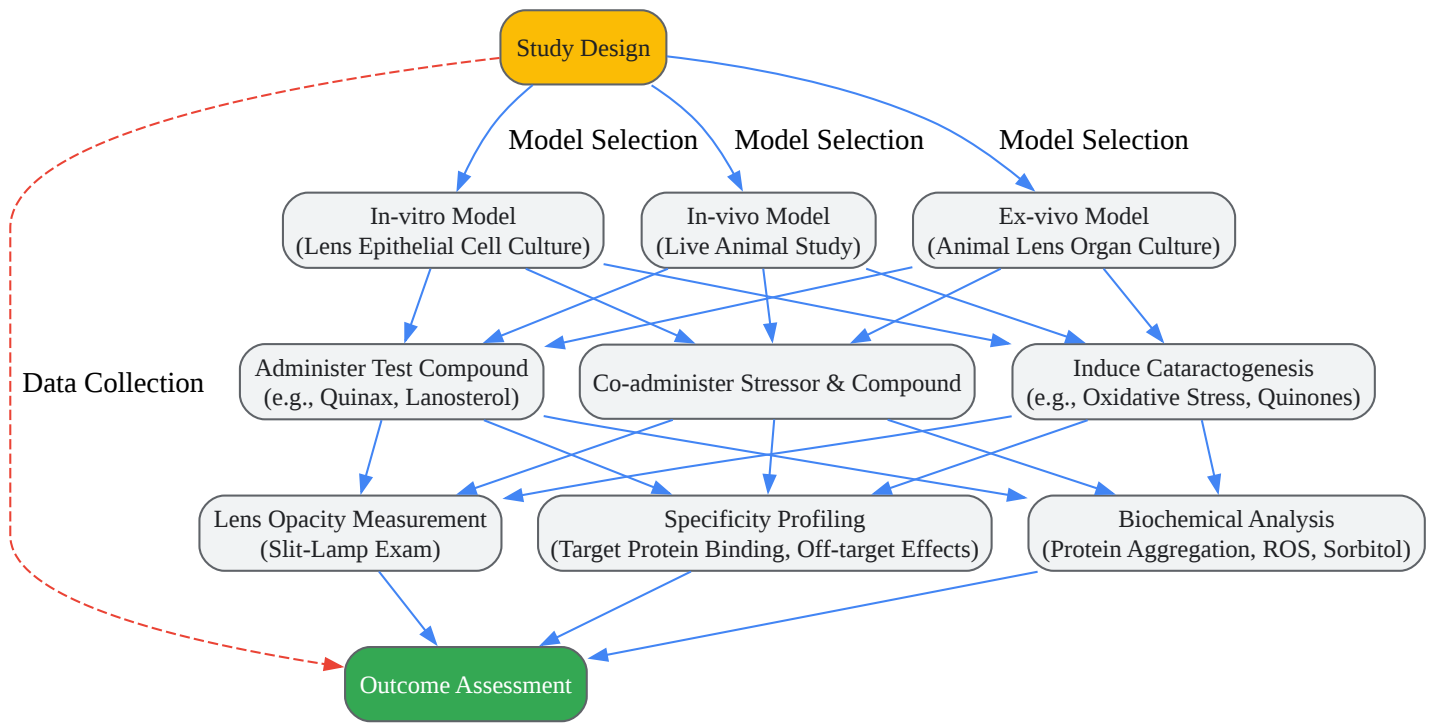 Study Design
Model Selection
Model Selection
Model Selection
In-vitro Model
(Lens Epithelial Cell Culture)
In-vivo Model
(Live Animal Study)
Ex-vivo Model
(Animal Lens Organ Culture)
Data Collection
Administer Test Compound
(e.g., Quinax, Lanosterol)
Co-administer Stressor & Compound
Induce Cataractogenesis
(e.g., Oxidative Stress, Quinones)
Lens Opacity Measurement
(Slit-Lamp Exam)
Specificity Profiling
(Target Protein Binding, Off-target Effects)
Biochemical Analysis
(Protein Aggregation, ROS, Sorbitol)
Outcome Assessment